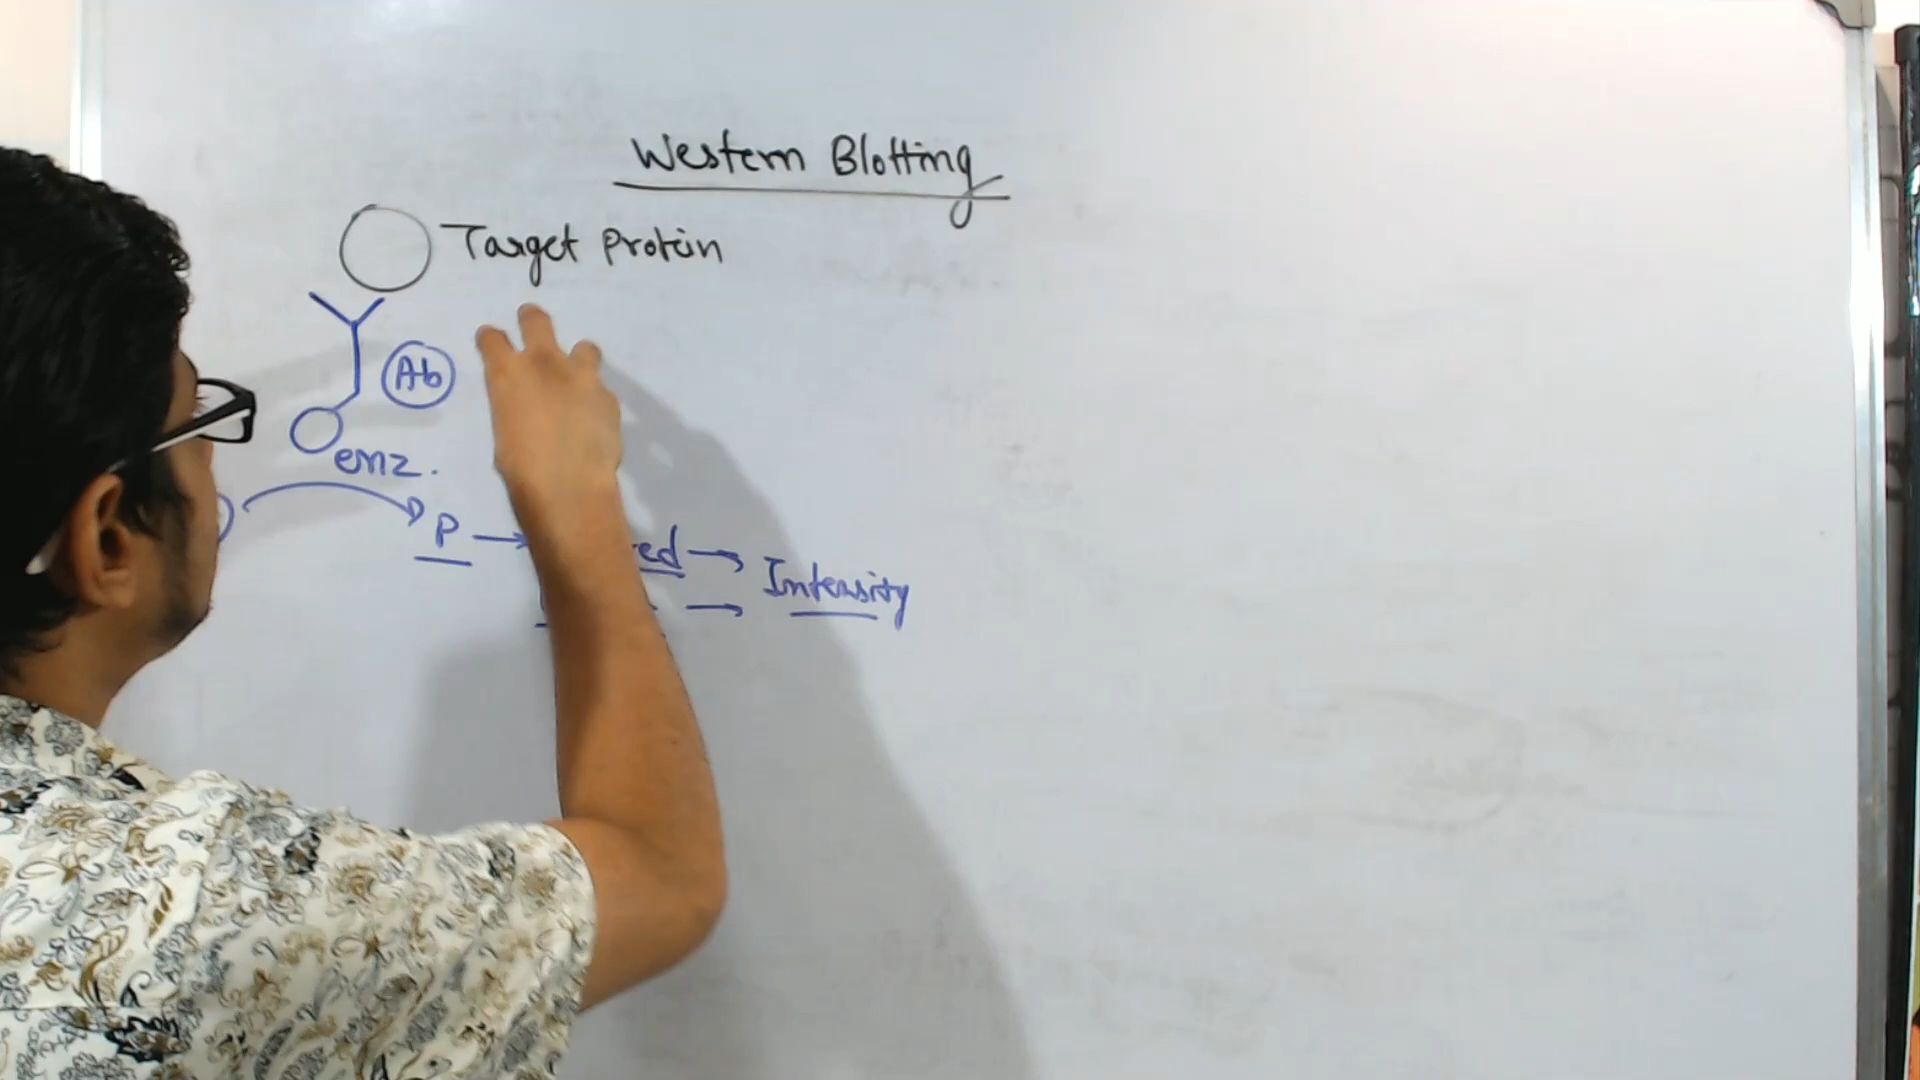 Western Blotting
Target Protein
Ab
enz.
P
Intensity